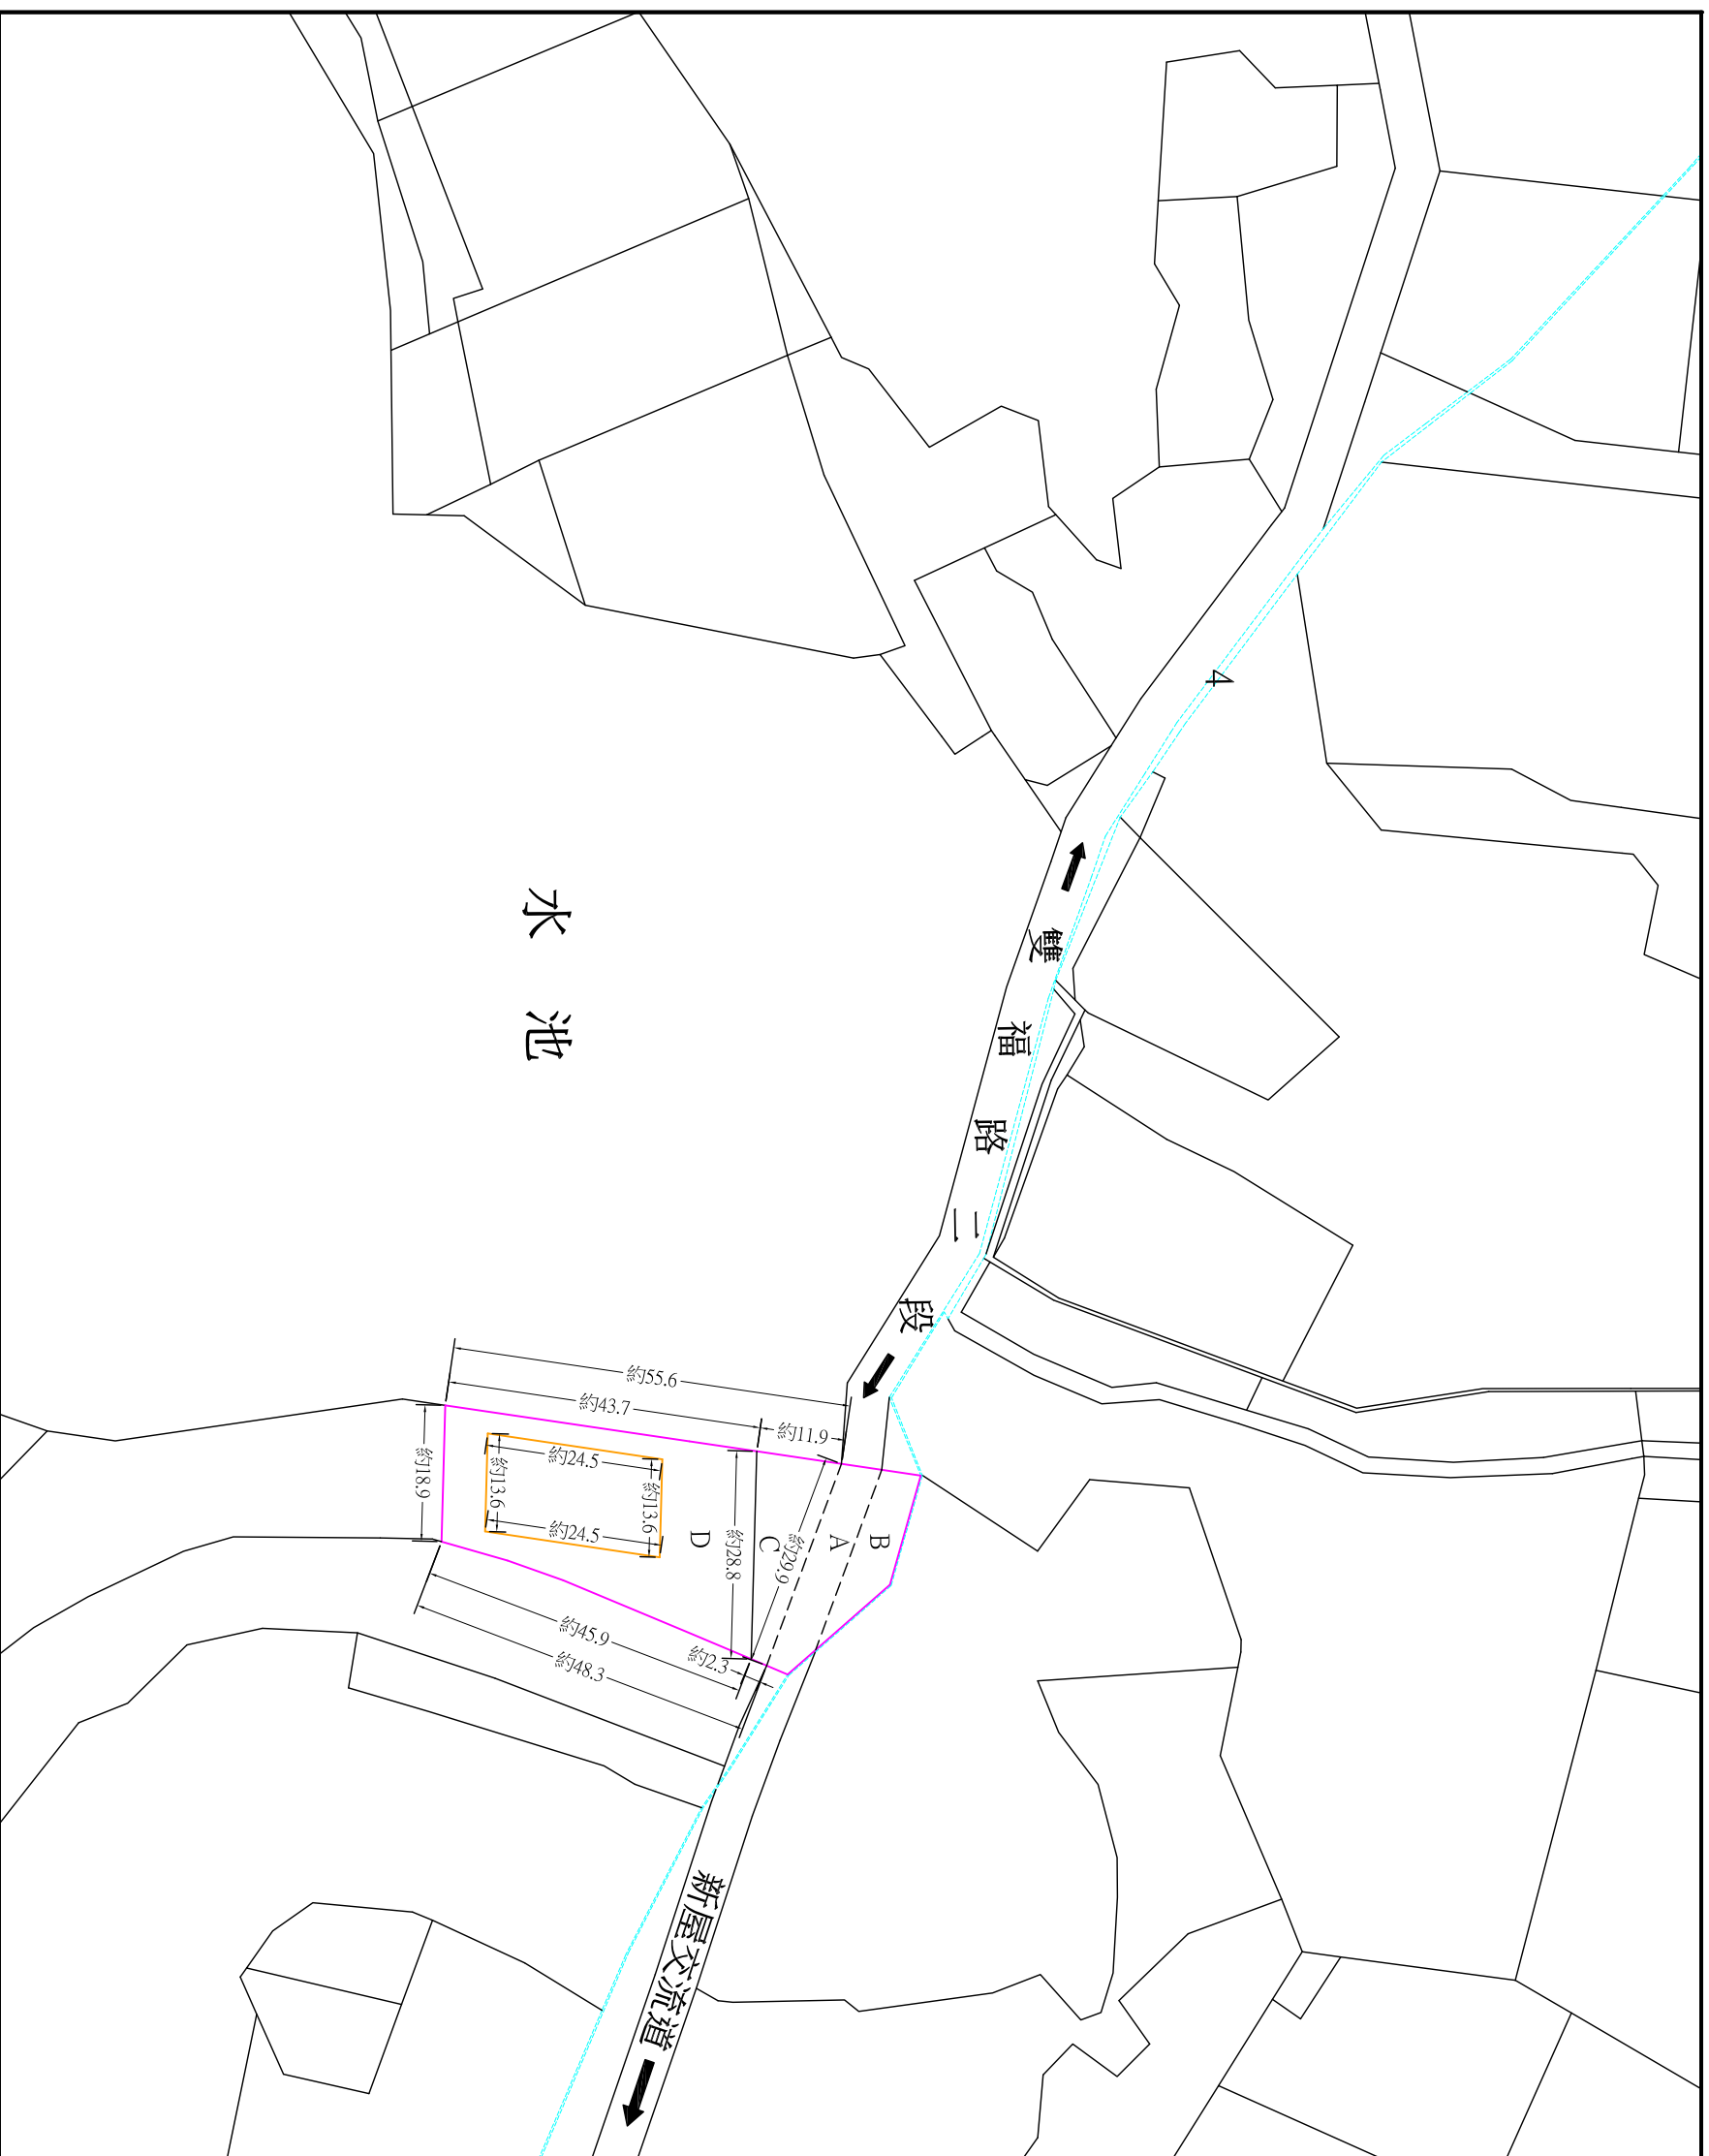 4
雙福路二段
水池
約55.6
約43.7
約11.9
約18.9
約24.5
約13.6
約13.6
約24.5
約28.8
約29.9
A
B
C
D
約45.9
約48.3
約2.3
新屋交流道